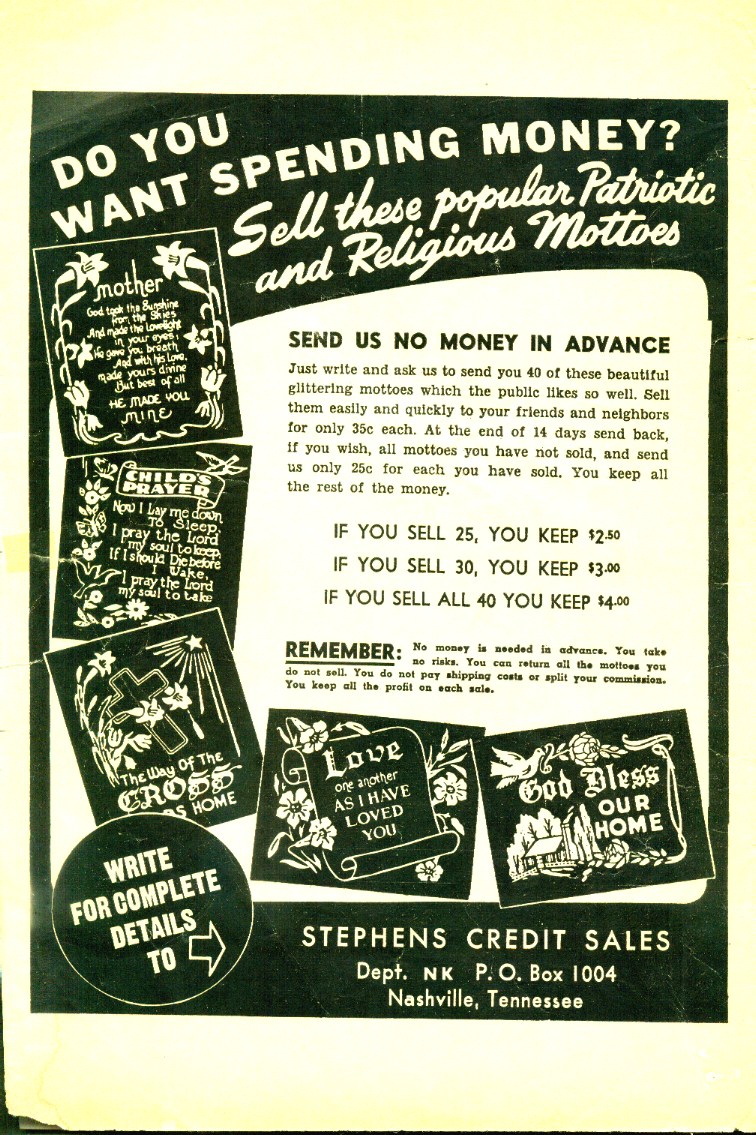 DO YOU
WANT SPENDING MONEY?
Sell these popular Patriotic
and Religious Mottoes
mother
God took the Sunshine
from the Skies
And made the Lovelight
in your eyes;
He gave you breath
And with his Love,
made yours divine
But best of all
HE MADE YOU
MINE
CHILD'S
PRAYER
Now I lay me down
To Sleep,
I pray the Lord
my soul to keep,
If I should Die before
I Wake,
I pray the Lord
my soul to take
The Way Of The
CROSS
HOME
SEND US NO MONEY IN ADVANCE
Just write and ask us to send you 40 of these beautiful
glittering mottoes which the public likes so well. Sell
them easily and quickly to your friends and neighbors
for only 35c each. At the end of 14 days send back,
if you wish, all mottoes you have not sold, and send
us only 25c for each you have sold. You keep all
the rest of the money.
IF YOU SELL 25, YOU KEEP $2.50
IF YOU SELL 30, YOU KEEP $3.00
IF YOU SELL ALL 40 YOU KEEP $4.00
REMEMBER: No money is needed in advance. You take
no risks. You can return all the mottoes you
do not sell. You do not pay shipping costs or split your commission.
You keep all the profit on each sale.
Love
one another
AS I HAVE
LOVED
YOU
God Bless
OUR
HOME
WRITE
FOR COMPLETE
DETAILS
TO
STEPHENS CREDIT SALES
Dept. NK P. O. Box 1004
Nashville, Tennessee